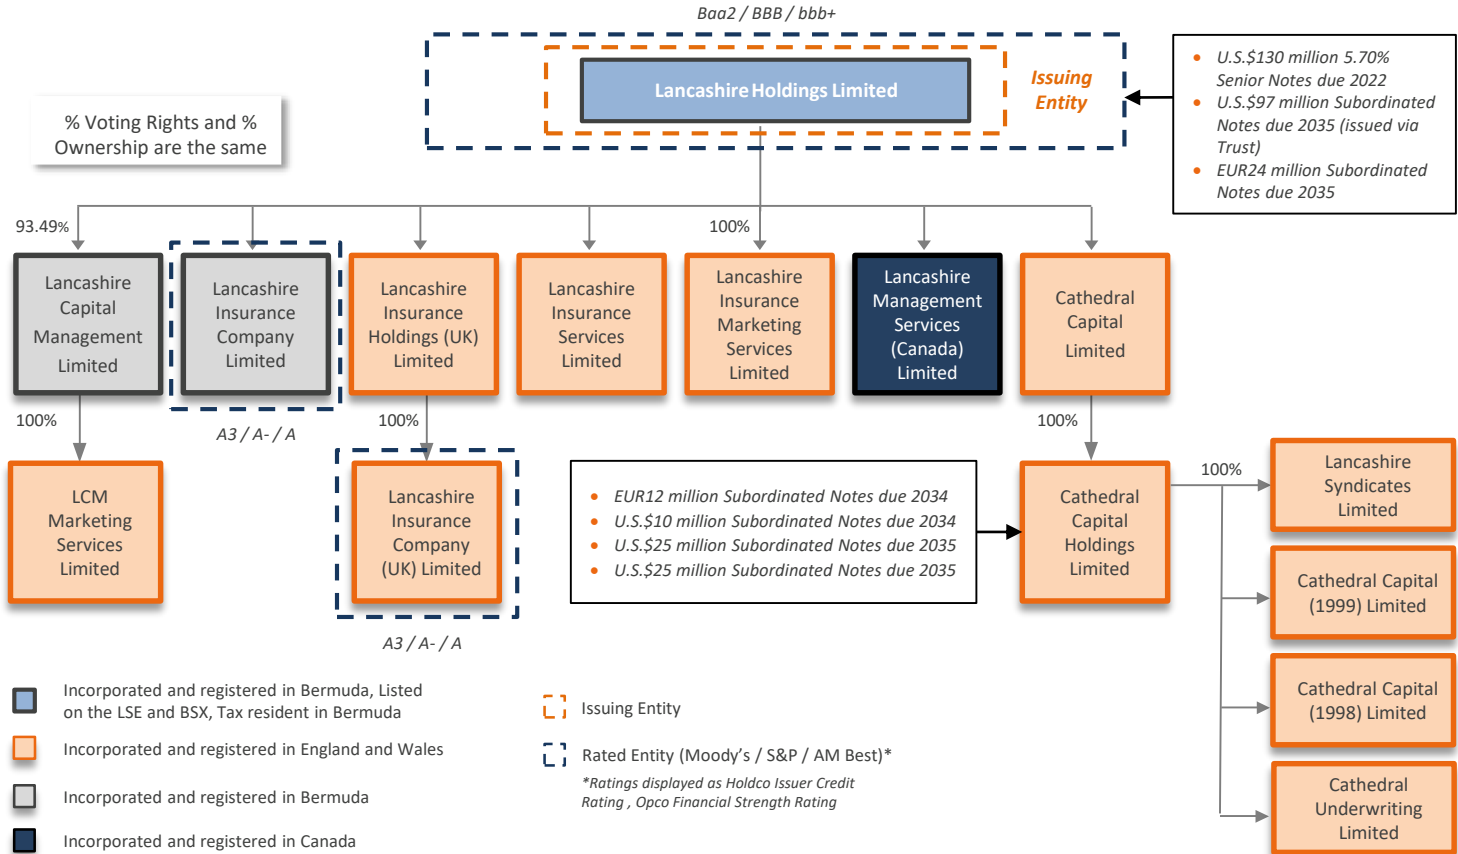 Baa2 / BBB / bbb+
Lancashire Holdings Limited
Issuing
Entity
• U.S.$130 million 5.70%
Senior Notes due 2022
• U.S.$97 million Subordinated
Notes due 2035 (issued via
Trust)
• EUR24 million Subordinated
Notes due 2035
% Voting Rights and %
Ownership are the same
93.49%
100%
Lancashire
Capital
Management
Limited
Lancashire
Insurance
Company
Limited
Lancashire
Insurance
Holdings (UK)
Limited
Lancashire
Insurance
Services
Limited
Lancashire
Insurance
Marketing
Services
Limited
Lancashire
Management
Services
(Canada)
Limited
Cathedral
Capital
Limited
100%
A3 / A- / A
100%
100%
LCM
Marketing
Services
Limited
Lancashire
Insurance
Company
(UK) Limited
A3 / A- / A
• EUR12 million Subordinated Notes due 2034
• U.S.$10 million Subordinated Notes due 2034
• U.S.$25 million Subordinated Notes due 2035
• U.S.$25 million Subordinated Notes due 2035
Cathedral
Capital
Holdings
Limited
100%
Lancashire
Syndicates
Limited
Cathedral Capital
(1999) Limited
Cathedral Capital
(1998) Limited
Cathedral
Underwriting
Limited
Incorporated and registered in Bermuda, Listed
on the LSE and BSX, Tax resident in Bermuda
Incorporated and registered in England and Wales
Incorporated and registered in Bermuda
Incorporated and registered in Canada
Issuing Entity
Rated Entity (Moody's / S&P / AM Best)*
*Ratings displayed as Holdco Issuer Credit
Rating , Opco Financial Strength Rating